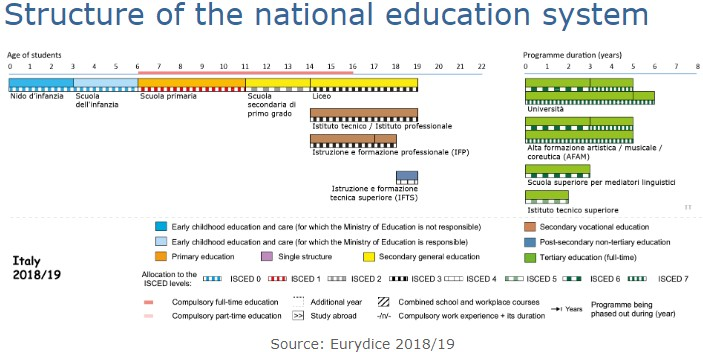 Structure of the national education system
Age of students
Programme duration (years)
0 1 2 3 4 5 6 7 8 9 10 11 12 13 14 15 16 17 18 19 20 21 22
0 1 2 3 4 5 6 7 8
Nido d'infanzia
Scuola
dell'infanzia
Scuola primaria
Scuola
secondaria di
primo grado
Liceo
Istituto tecnico / Istituto professionale
Istruzione e formazione professionale (IFP)
Istruzione e formazione
tecnica superiore (IFTS)
Università
Alta formazione artistica / musicale /
coreutica (AFAM)
Scuola superiore per mediatori linguistici
Istituto tecnico superiore
Italy
2018/19
Early childhood education and care (for which the Ministry of Education is not responsible)
Early childhood education and care (for which the Ministry of Education is responsible)
Primary education
Single structure
Secondary general education
Secondary vocational education
Post-secondary non-tertiary education
Tertiary education (full-time)
Allocation to the
ISCED levels:
ISCED 0
ISCED 1
ISCED 2
ISCED 3
ISCED 4
ISCED 5
ISCED 6
ISCED 7
Compulsory full-time education
Additional year
Combined school and workplace courses
Years
Programme being
phased out during (year)
Compulsory part-time education
>> Study abroad
-/n/- Compulsory work experience + its duration
Source: Eurydice 2018/19